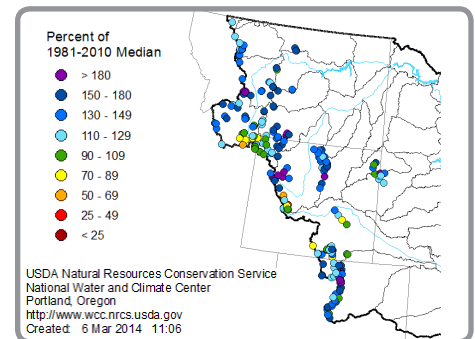 Percent of
1981-2010 Median
> 180
150 - 180
130 - 149
110 - 129
90 - 109
70 - 89
50 - 69
25 - 49
< 25
USDA Natural Resources Conservation Service
National Water and Climate Center
Portland, Oregon
http://www.wcc.nrcs.usda.gov
Created: 6 Mar 2014 11:06